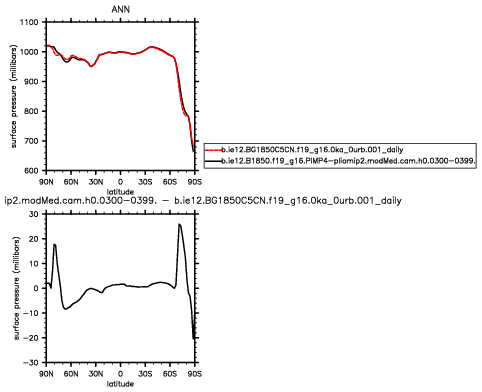 ANN
surface pressure (millibars)
1100
1000
900
800
700
600
90N 60N 30N 0 30S 60S 90S
latitude
b.ie12.BG1850C5CN.f19_g16.0ka_0urb.001_daily
b.ie12.B1850.f19_g16.PlMIP4-pliomip2.modMed.cam.h0.0300-0399.
ip2.modMed.cam.h0.0300-0399. - b.ie12.BG1850C5CN.f19_g16.0ka_0urb.001_daily
surface pressure (millibars)
30
20
10
0
-10
-20
-30
90N 60N 30N 0 30S 60S 90S
latitude